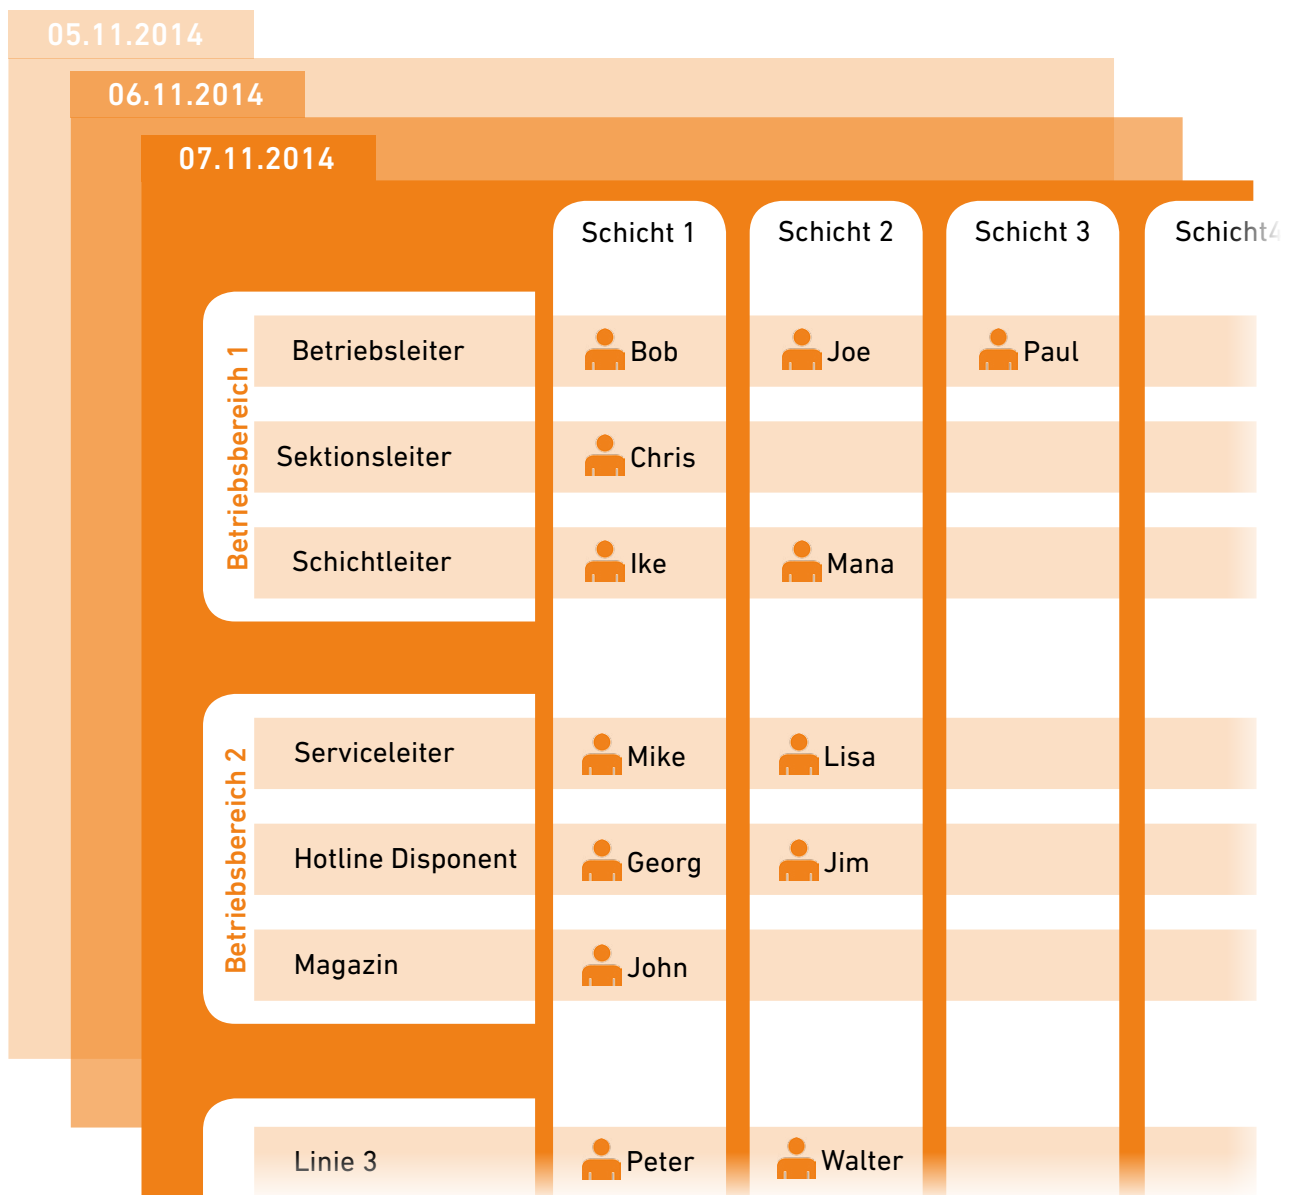 05.11.2014
06.11.2014
07.11.2014
Schicht 1 Schicht 2 Schicht 3 Schicht4
Betriebsbereich 1
Betriebsleiter Bob Joe Paul
Sektionsleiter Chris
Schichtleiter Ike Mana
Betriebsbereich 2
Serviceleiter Mike Lisa
Hotline Disponent Georg Jim
Magazin John
Linie 3 Peter Walter